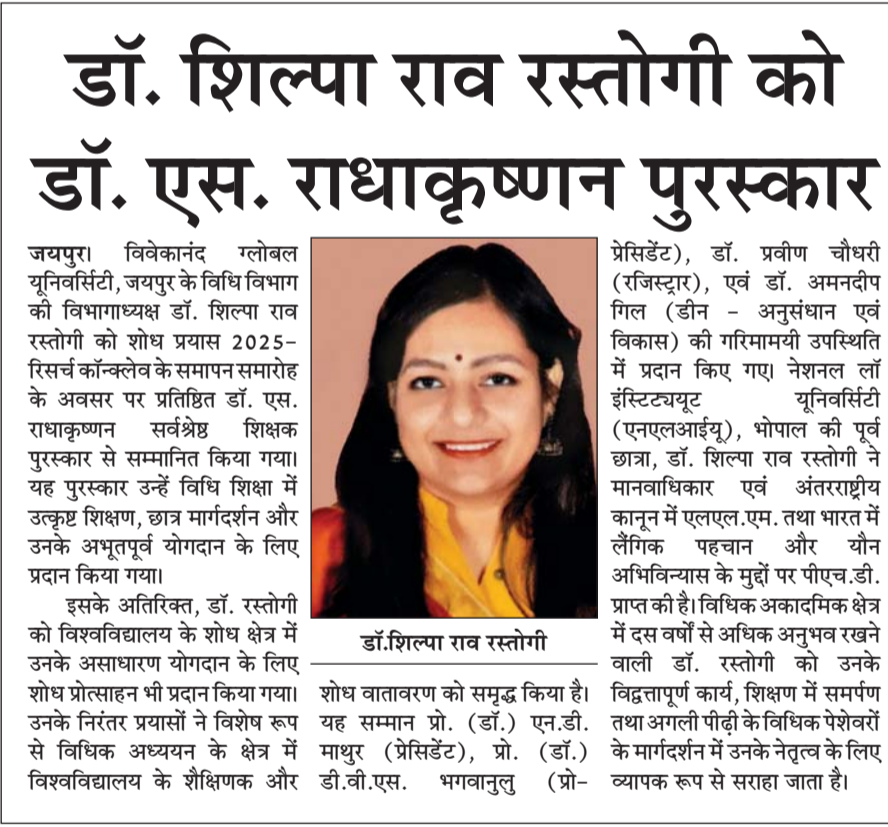 डॉ. शिल्पा राव रस्तोगी को
डॉ. एस. राधाकृष्णन पुरस्कार
जयपुर। विवेकानंद ग्लोबल
यूनिवर्सिटी, जयपुर के विधि विभाग
की विभागाध्यक्ष डॉ. शिल्पा राव
रस्तोगी को शोध प्रयास 2025-
रिसर्च कॉन्क्लेव के समापन समारोह
के अवसर पर प्रतिष्ठित डॉ. एस.
राधाकृष्णन सर्वश्रेष्ठ शिक्षक
पुरस्कार से सम्मानित किया गया।
यह पुरस्कार उन्हें विधि शिक्षा में
उत्कृष्ट शिक्षण, छात्र मार्गदर्शन और
उनके अभूतपूर्व योगदान के लिए
प्रदान किया गया।
इसके अतिरिक्त, डॉ. रस्तोगी
को विश्वविद्यालय के शोध क्षेत्र में
उनके असाधारण योगदान के लिए
शोध प्रोत्साहन भी प्रदान किया गया।
उनके निरंतर प्रयासों ने विशेष रूप
से विधिक अध्ययन के क्षेत्र में
विश्वविद्यालय के शैक्षिणक और
डॉ.शिल्पा राव रस्तोगी
शोध वातावरण को समृद्ध किया है।
यह सम्मान प्रो. (डॉ.) एन.डी.
माथुर (प्रेसिडेंट), प्रो. (डॉ.)
डी.वी.एस. भगवानुलु (प्रो-
प्रेसिडेंट), डॉ. प्रवीण चौधरी
(रजिस्ट्रार), एवं डॉ. अमनदीप
गिल (डीन - अनुसंधान एवं
विकास) की गरिमामयी उपस्थिति
में प्रदान किए गए। नेशनल लॉ
इंस्टिट्ययूट यूनिवर्सिटी
(एनएलआईयू), भोपाल की पूर्व
छात्रा, डॉ. शिल्पा राव रस्तोगी ने
मानवाधिकार एवं अंतरराष्ट्रीय
कानून में एलएल.एम. तथा भारत में
लैंगिक पहचान और यौन
अभिविन्यास के मुद्दों पर पीएच.डी.
प्राप्त की है। विधिक अकादमिक क्षेत्र
में दस वर्षों से अधिक अनुभव रखने
वाली डॉ. रस्तोगी को उनके
विद्वत्तापूर्ण कार्य, शिक्षण में समर्पण
तथा अगली पीढ़ी के विधिक पेशेवरों
के मार्गदर्शन में उनके नेतृत्व के लिए
व्यापक रूप से सराहा जाता है।